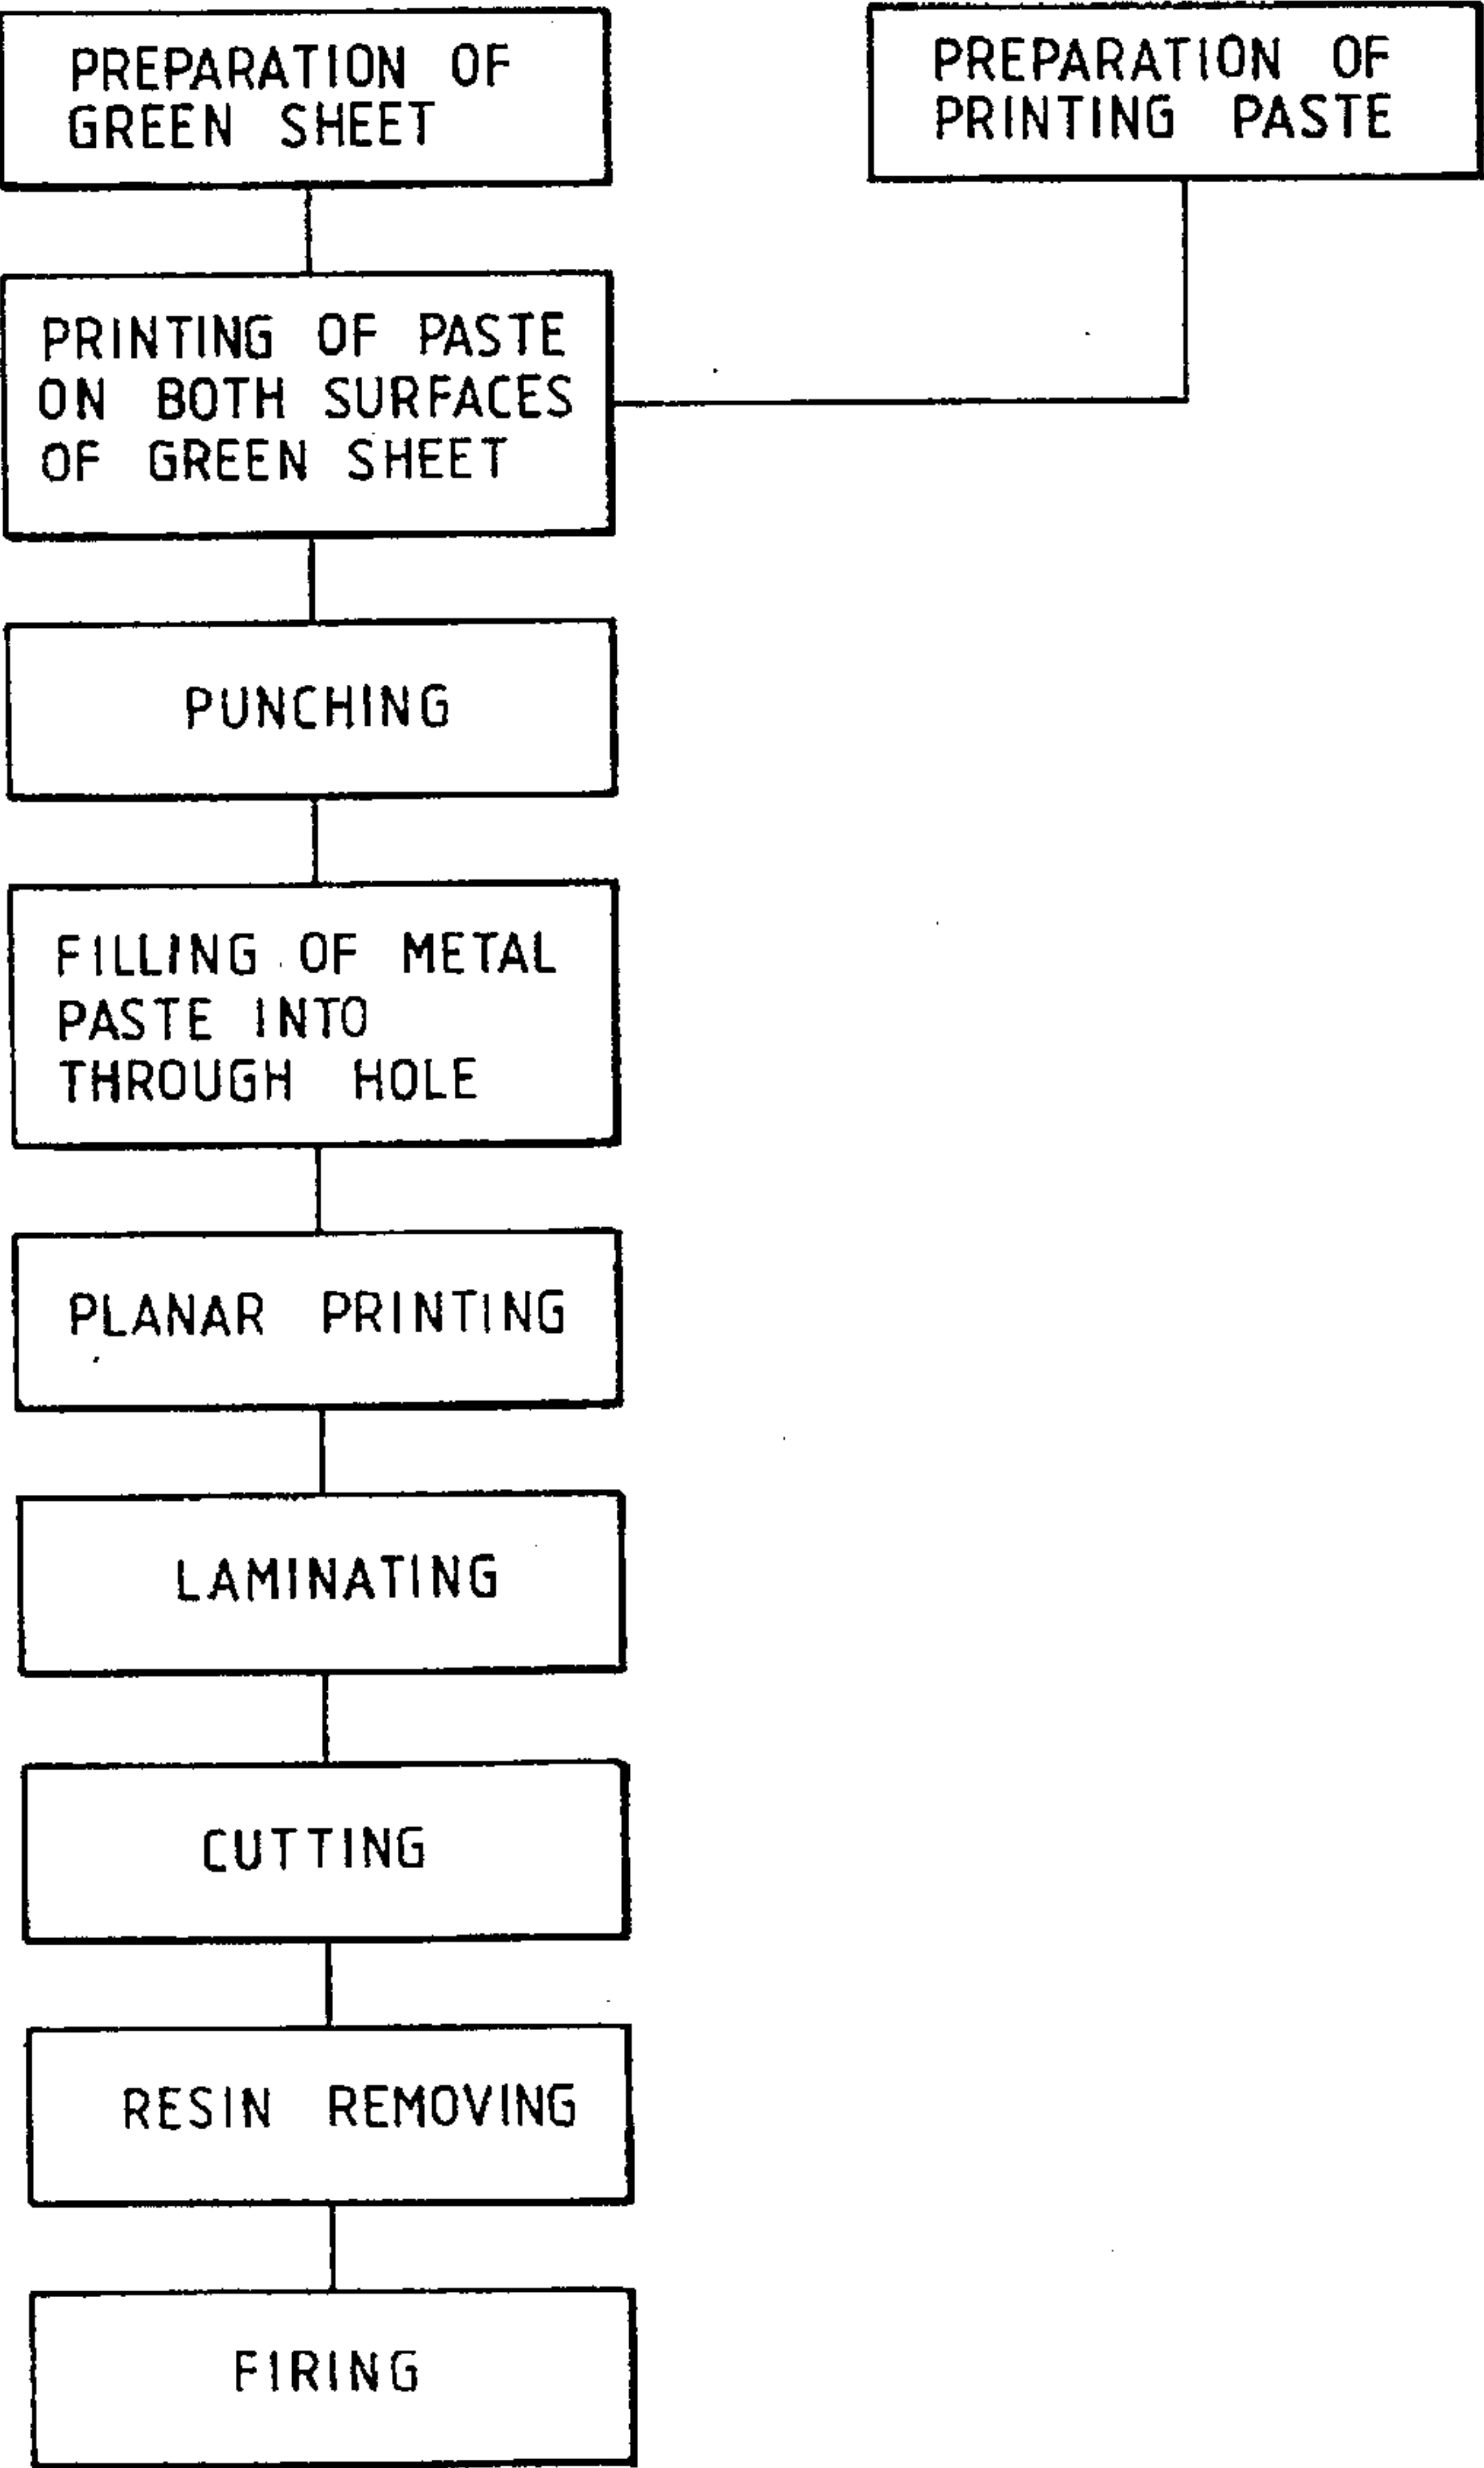 PREPARATION OF
GREEN SHEET
PREPARATION OF
PRINTING PASTE
PRINTING OF PASTE
ON BOTH SURFACES
OF GREEN SHEET
PUNCHING
FILLING OF METAL
PASTE INTO
THROUGH HOLE
PLANAR PRINTING
LAMINATING
CUTTING
RESIN REMOVING
FIRING